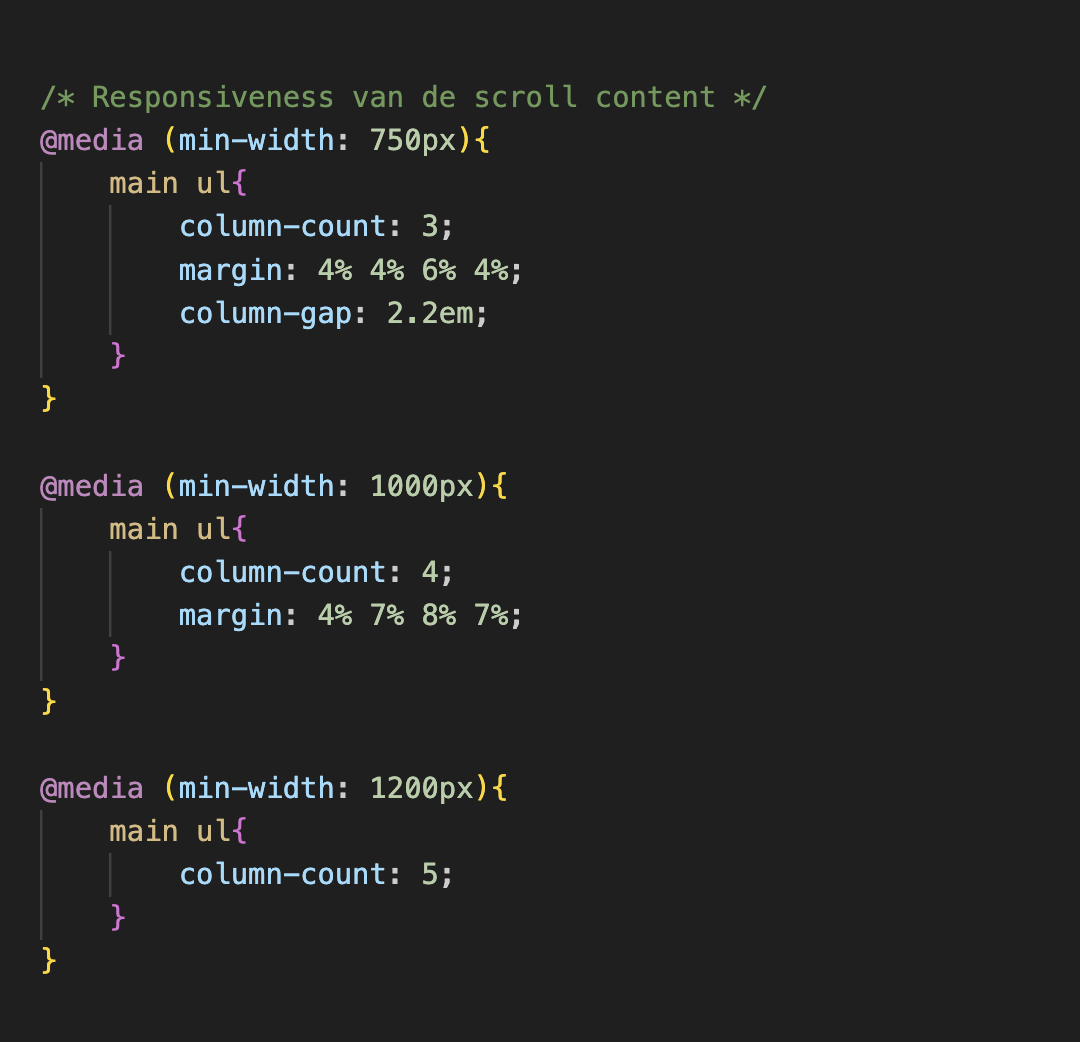 /* Responsiveness van de scroll content */
@media (min-width: 750px){
    main ul{
        column-count: 3;
        margin: 4% 4% 6% 4%;
        column-gap: 2.2em;
    }
}

@media (min-width: 1000px){
    main ul{
        column-count: 4;
        margin: 4% 7% 8% 7%;
    }
}

@media (min-width: 1200px){
    main ul{
        column-count: 5;
    }
}